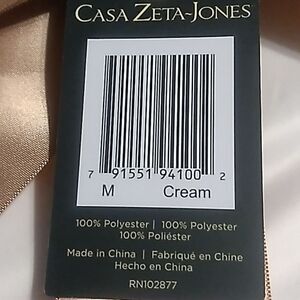 CASA ZETA-JONES
7 91551 94100 2
M Cream
100% Polyester | 100% Polyester
100% Poliéster
Made in China | Fabriqué en Chine
Hecho en China
RN102877